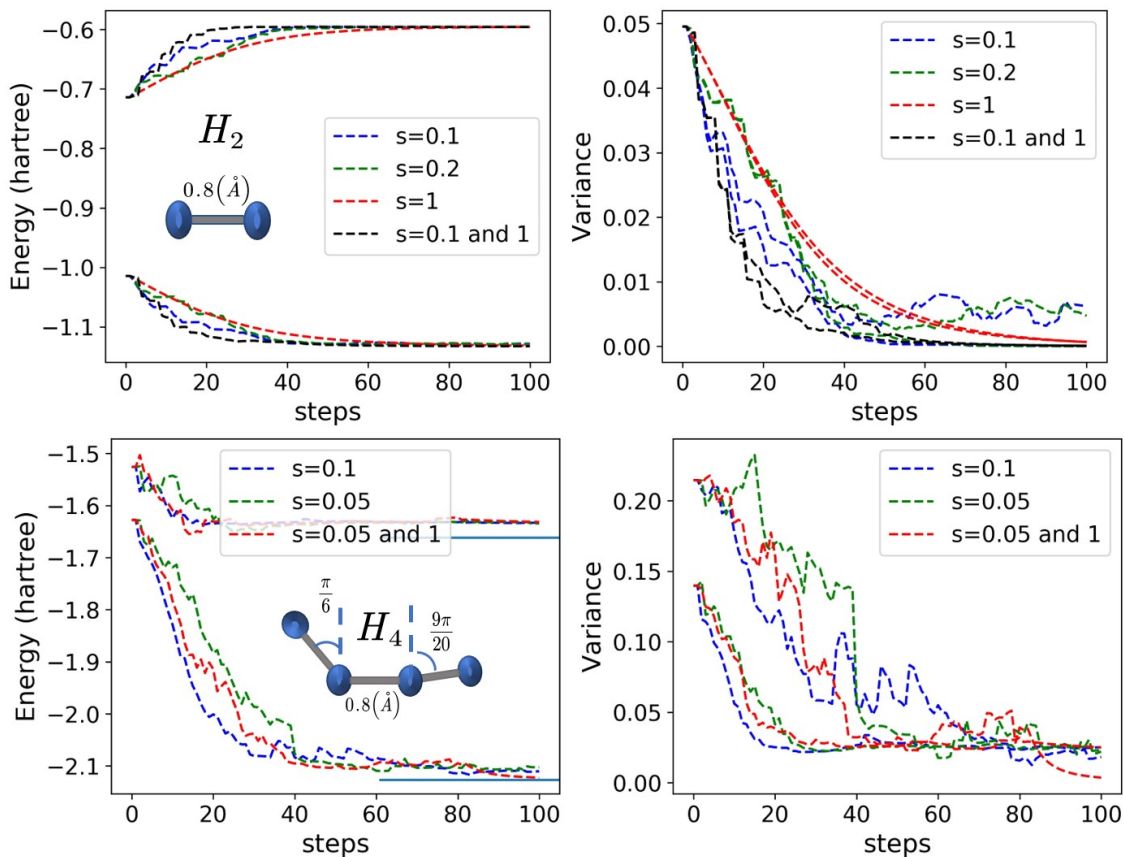 −0.6
−0.7
−0.8
−0.9
−1.0
−1.1
Energy (hartree)
H₂
0.8(Å)
s=0.1
s=0.2
s=1
s=0.1 and 1
0 20 40 60 80 100
steps
0.05
0.04
0.03
0.02
0.01
0.00
Variance
s=0.1
s=0.2
s=1
s=0.1 and 1
0 20 40 60 80 100
steps
−1.5
−1.6
−1.7
−1.8
−1.9
−2.0
−2.1
Energy (hartree)
s=0.1
s=0.05
s=0.05 and 1
π/6
H₄
9π/20
0.8(Å)
0 20 40 60 80 100
steps
0.20
0.15
0.10
0.05
0.00
Variance
s=0.1
s=0.05
s=0.05 and 1
0 20 40 60 80 100
steps